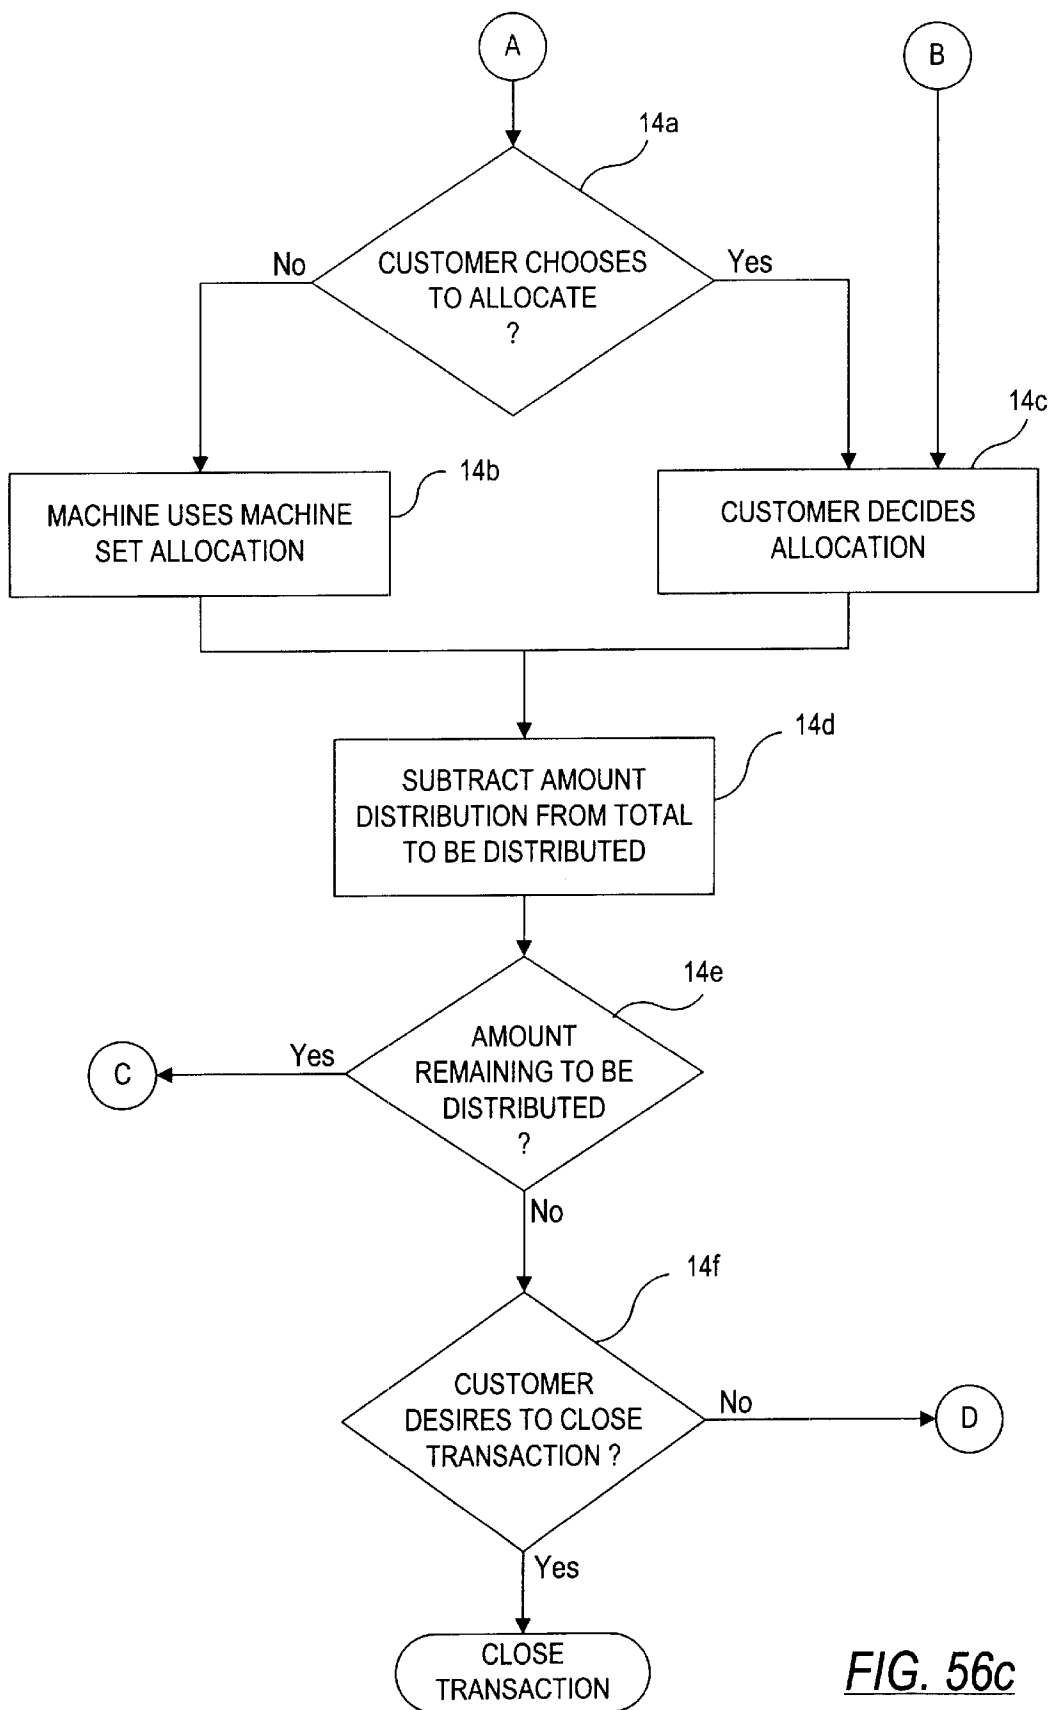 A
B
14a
No
CUSTOMER CHOOSES
TO ALLOCATE
?
Yes
14c
14b
MACHINE USES MACHINE
SET ALLOCATION
CUSTOMER DECIDES
ALLOCATION
14d
SUBTRACT AMOUNT
DISTRIBUTION FROM TOTAL
TO BE DISTRIBUTED
14e
C
Yes
AMOUNT
REMAINING TO BE
DISTRIBUTED
?
No
14f
CUSTOMER
DESIRES TO CLOSE
TRANSACTION ?
No
D
Yes
CLOSE
TRANSACTION
FIG. 56c